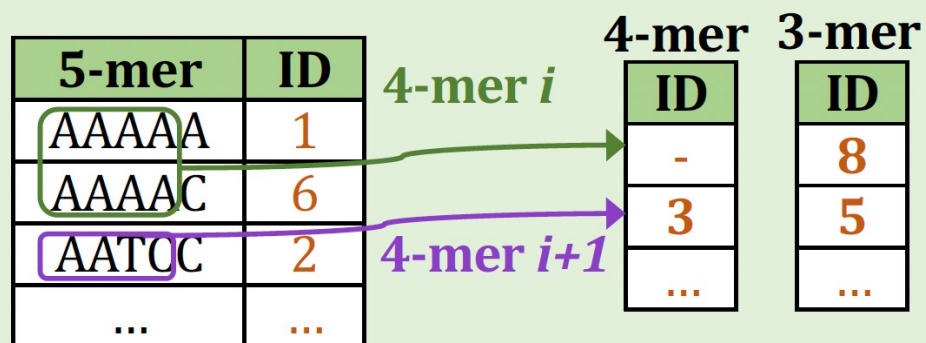 5-mer ID
AAAAA 1
AAAAC 6
AATCC 2
... ...
4-mer i
4-mer i+1
4-mer 3-mer
ID ID
- 8
3 5
... ...